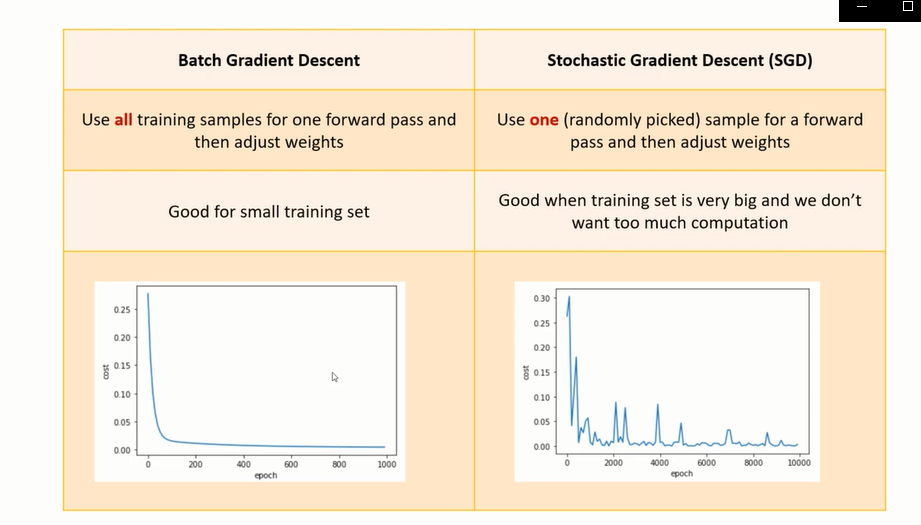 Batch Gradient Descent
Stochastic Gradient Descent (SGD)
Use all training samples for one forward pass and
then adjust weights
Use one (randomly picked) sample for a forward
pass and then adjust weights
Good for small training set
Good when training set is very big and we don't
want too much computation
0.25
0.20
0.15
0.10
0.05
0.00
cost
0 200 400 600 800 1000
epoch
0.30
0.25
0.20
0.15
0.10
0.05
0.00
cost
0 2000 4000 6000 8000 10000
epoch